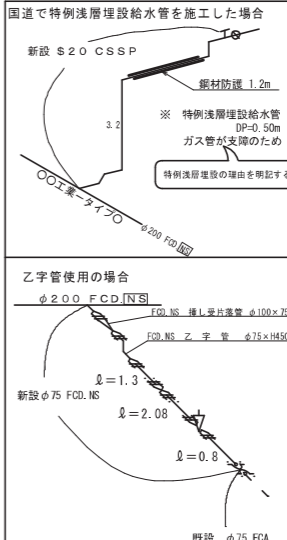 国道で特例浅層埋設給水管を施工した場合
新設 $20 CSSP
鋼材防護 1.2m
3.2
※ 特例浅層埋設給水管
DP=0.50m
ガス管が支障のため
特例浅層埋設の理由を明記する
○○工業ータイプ○
φ200 FCD.NS
乙字管使用の場合
φ200 FCD.NS
FCD.NS 挿し受片落管 φ100×75
FCD.NS 乙 字 管 φ75×H450
ℓ=1.3
新設φ75 FCD.NS
ℓ=2.08
ℓ=0.8
既設 φ75 FCA